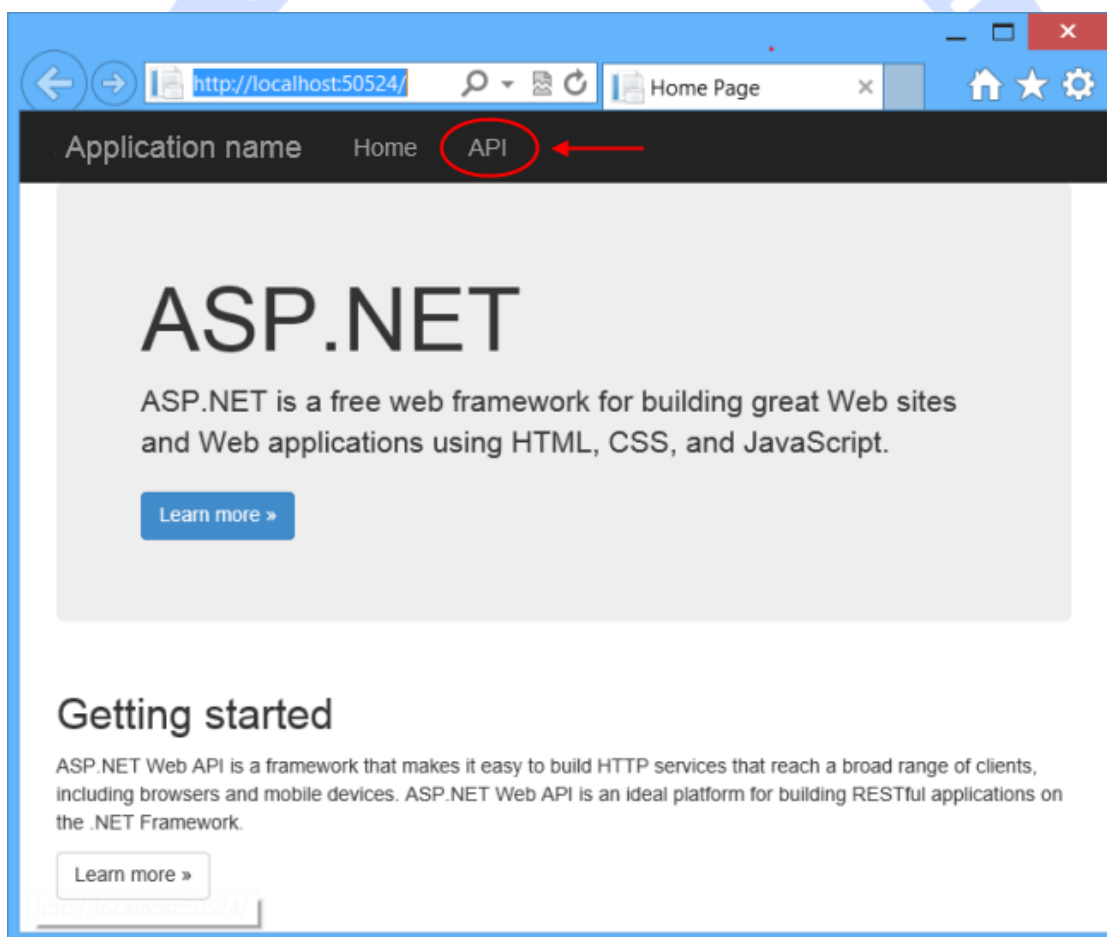 http://localhost:50524/
Home Page
Application name Home API
ASP.NET
ASP.NET is a free web framework for building great Web sites
and Web applications using HTML, CSS, and JavaScript.
Learn more »
Getting started
ASP.NET Web API is a framework that makes it easy to build HTTP services that reach a broad range of clients,
including browsers and mobile devices. ASP.NET Web API is an ideal platform for building RESTful applications on
the .NET Framework.
Learn more »
http://localhost:50524/